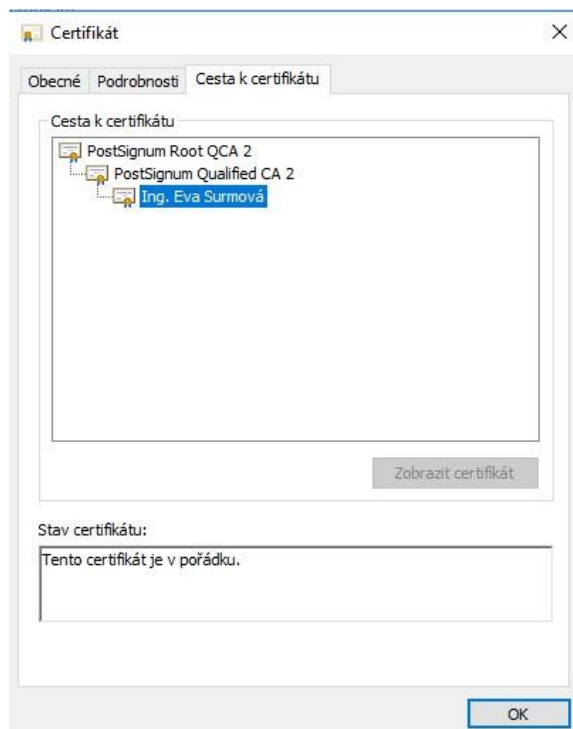 Certifikát
Obecné Podrobnosti Cesta k certifikátu
Cesta k certifikátu
PostSignum Root QCA 2
PostSignum Qualified CA 2
Ing. Eva Surmová
Zobrazit certifikát
Stav certifikátu:
Tento certifikát je v pořádku.
OK